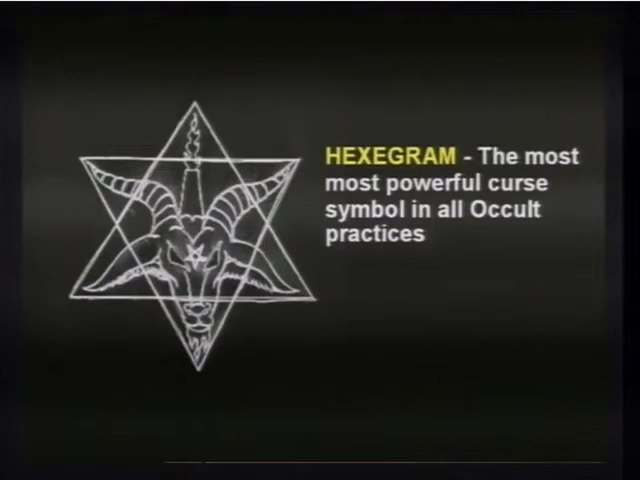 HEXEGRAM - The most
most powerful curse
symbol in all Occult
practices